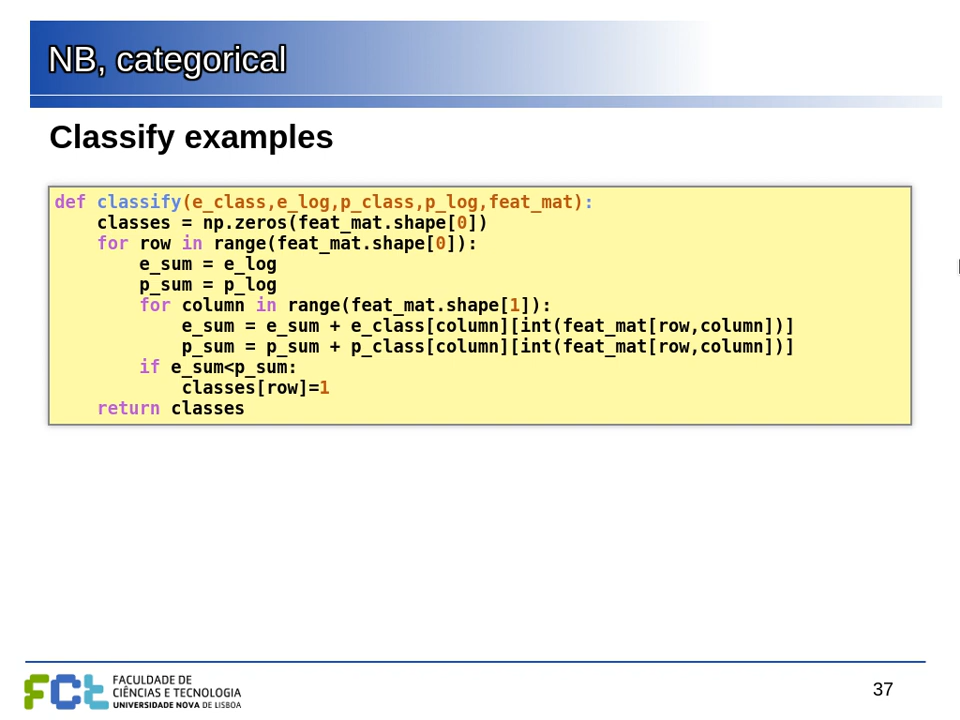 NB, categorical
Classify examples
def classify(e_class,e_log,p_class,p_log,feat_mat):
    classes = np.zeros(feat_mat.shape[0])
    for row in range(feat_mat.shape[0]):
        e_sum = e_log
        p_sum = p_log
        for column in range(feat_mat.shape[1]):
            e_sum = e_sum + e_class[column][int(feat_mat[row,column])]
            p_sum = p_sum + p_class[column][int(feat_mat[row,column])]
        if e_sum<p_sum:
            classes[row]=1
    return classes
FCt
FACULDADE DE
CIÊNCIAS E TECNOLOGIA
UNIVERSIDADE NOVA DE LISBOA
37